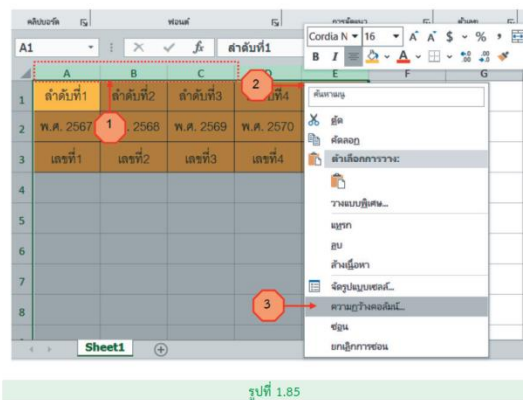 คลิปบอร์ด ฟอนต์ การจัดแนว ตัวเลข
Cordia N 16 A A $ % ,
B I A
A1 fx ลำดับที่1
A B C D E F G
1 ลำดับที่1 ลำดับที่2 ลำดับที่3
2 พ.ศ. 2567 2568 พ.ศ. 2569 พ.ศ. 2570
3 เลขที่1 เลขที่2 เลขที่3 เลขที่4
4
5
6
7
8
1
2
3
ค้นหาเมนู
ตัด
คัดลอก
ตัวเลือกการวาง:
วางแบบพิเศษ...
แทรก
ลบ
ล้างเนื้อหา
จัดรูปแบบเซลล์...
ความกว้างคอลัมน์...
ซ่อน
ยกเลิกการซ่อน
Sheet1
รูปที่ 1.85